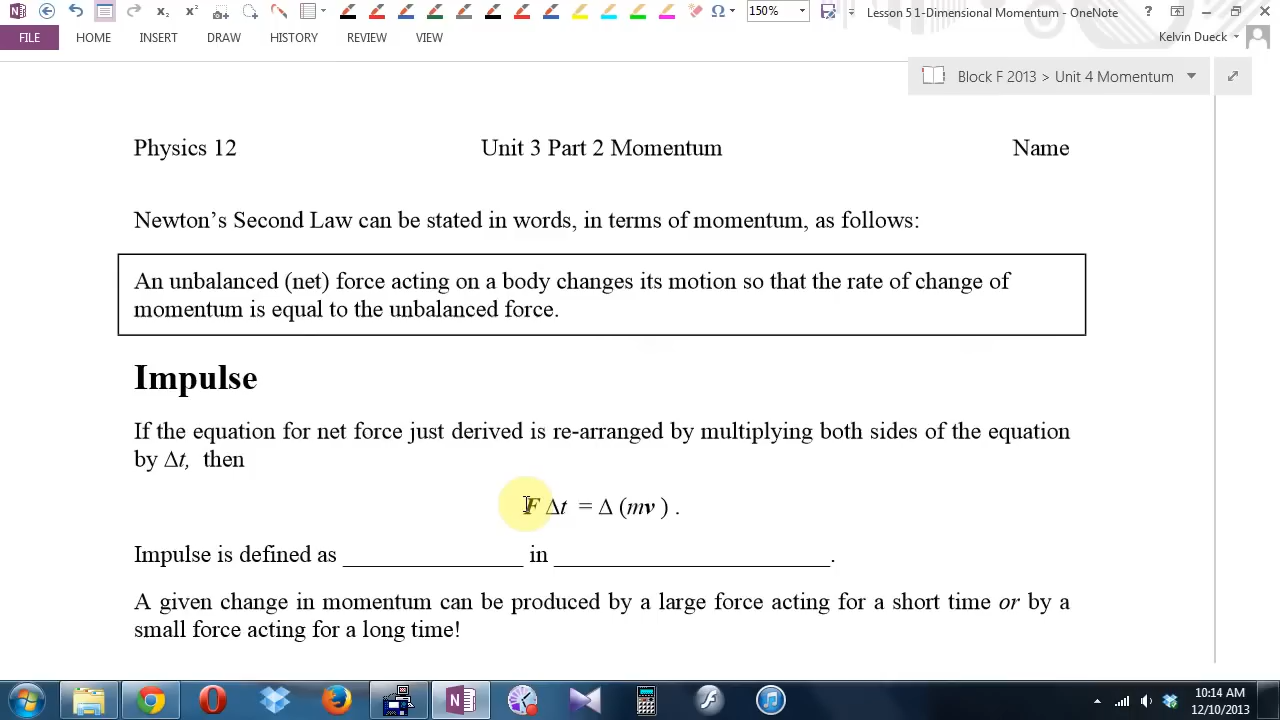 150%
Lesson 5 1-Dimensional Momentum - OneNote
FILE HOME INSERT DRAW HISTORY REVIEW VIEW
Kelvin Dueck
Block F 2013 > Unit 4 Momentum
Physics 12 Unit 3 Part 2 Momentum Name
Newton’s Second Law can be stated in words, in terms of momentum, as follows:
An unbalanced (net) force acting on a body changes its motion so that the rate of change of
momentum is equal to the unbalanced force.
Impulse
If the equation for net force just derived is re-arranged by multiplying both sides of the equation
by Δt, then
F Δt = Δ (mv ) .
Impulse is defined as _______________ in _______________________.
A given change in momentum can be produced by a large force acting for a short time or by a
small force acting for a long time!
10:14 AM
12/10/2013